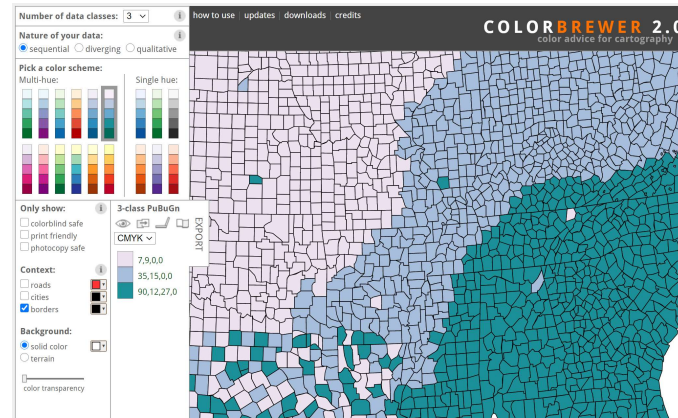 Number of data classes: 3 i
how to use | updates | downloads | credits
COLORBREWER 2.0
color advice for cartography
Nature of your data: i
sequential diverging qualitative
Pick a color scheme:
Multi-hue: Single hue:
Only show: i
colorblind safe
print friendly
photocopy safe
3-class PuBuGn
EXPORT
CMYK
7,9,0,0
35,15,0,0
90,12,27,0
Context: i
roads
cities
borders
Background:
solid color
terrain
color transparency